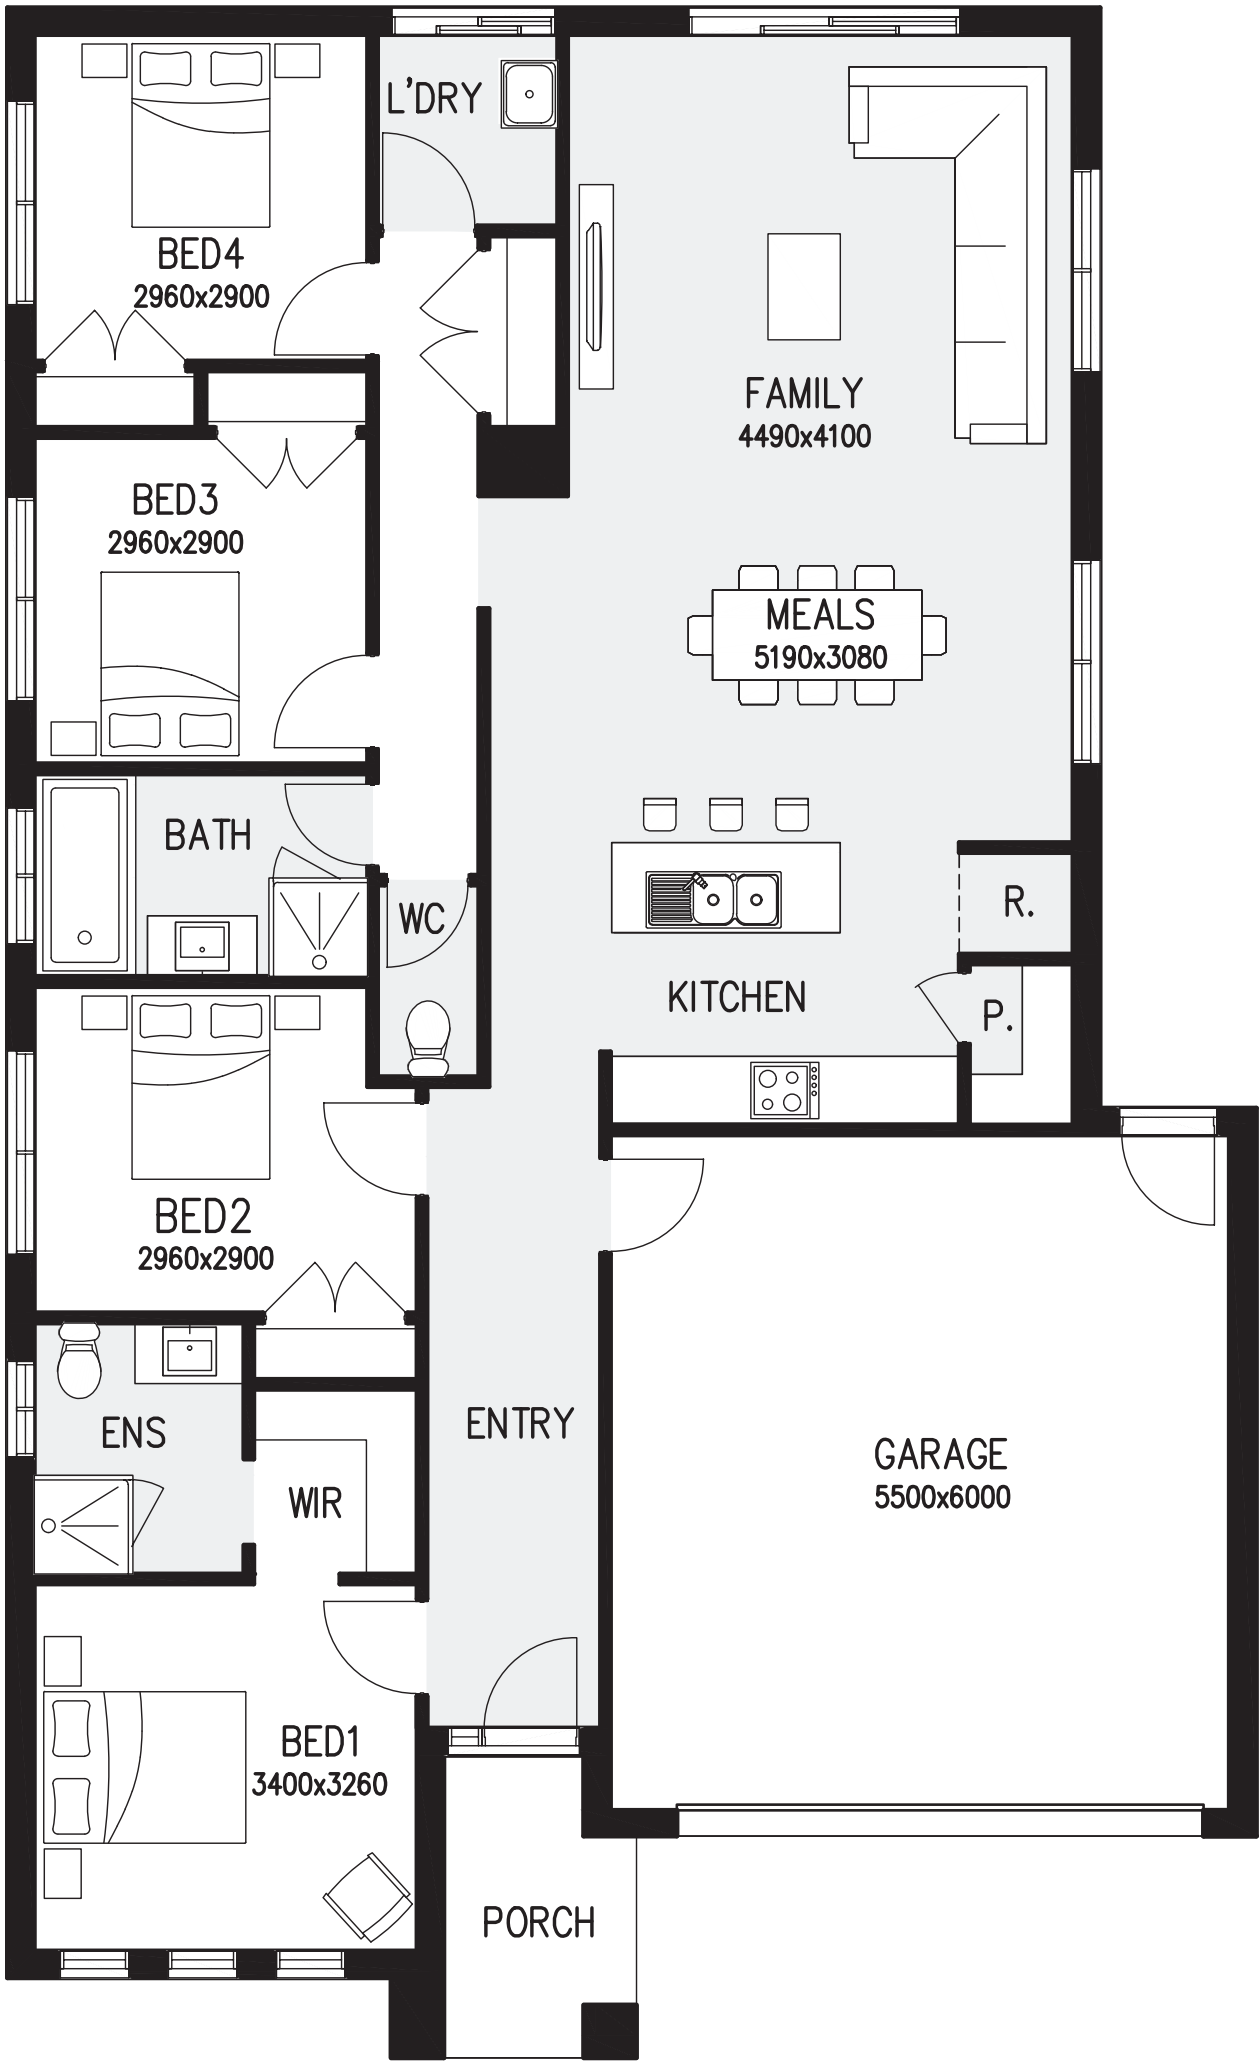 L'DRY
BED4
2960x2900
FAMILY
4490x4100
BED3
2960x2900
MEALS
5190x3080
BATH
WC
R.
KITCHEN
P.
BED2
2960x2900
ENS
ENTRY
WIR
GARAGE
5500x6000
BED1
3400x3260
PORCH